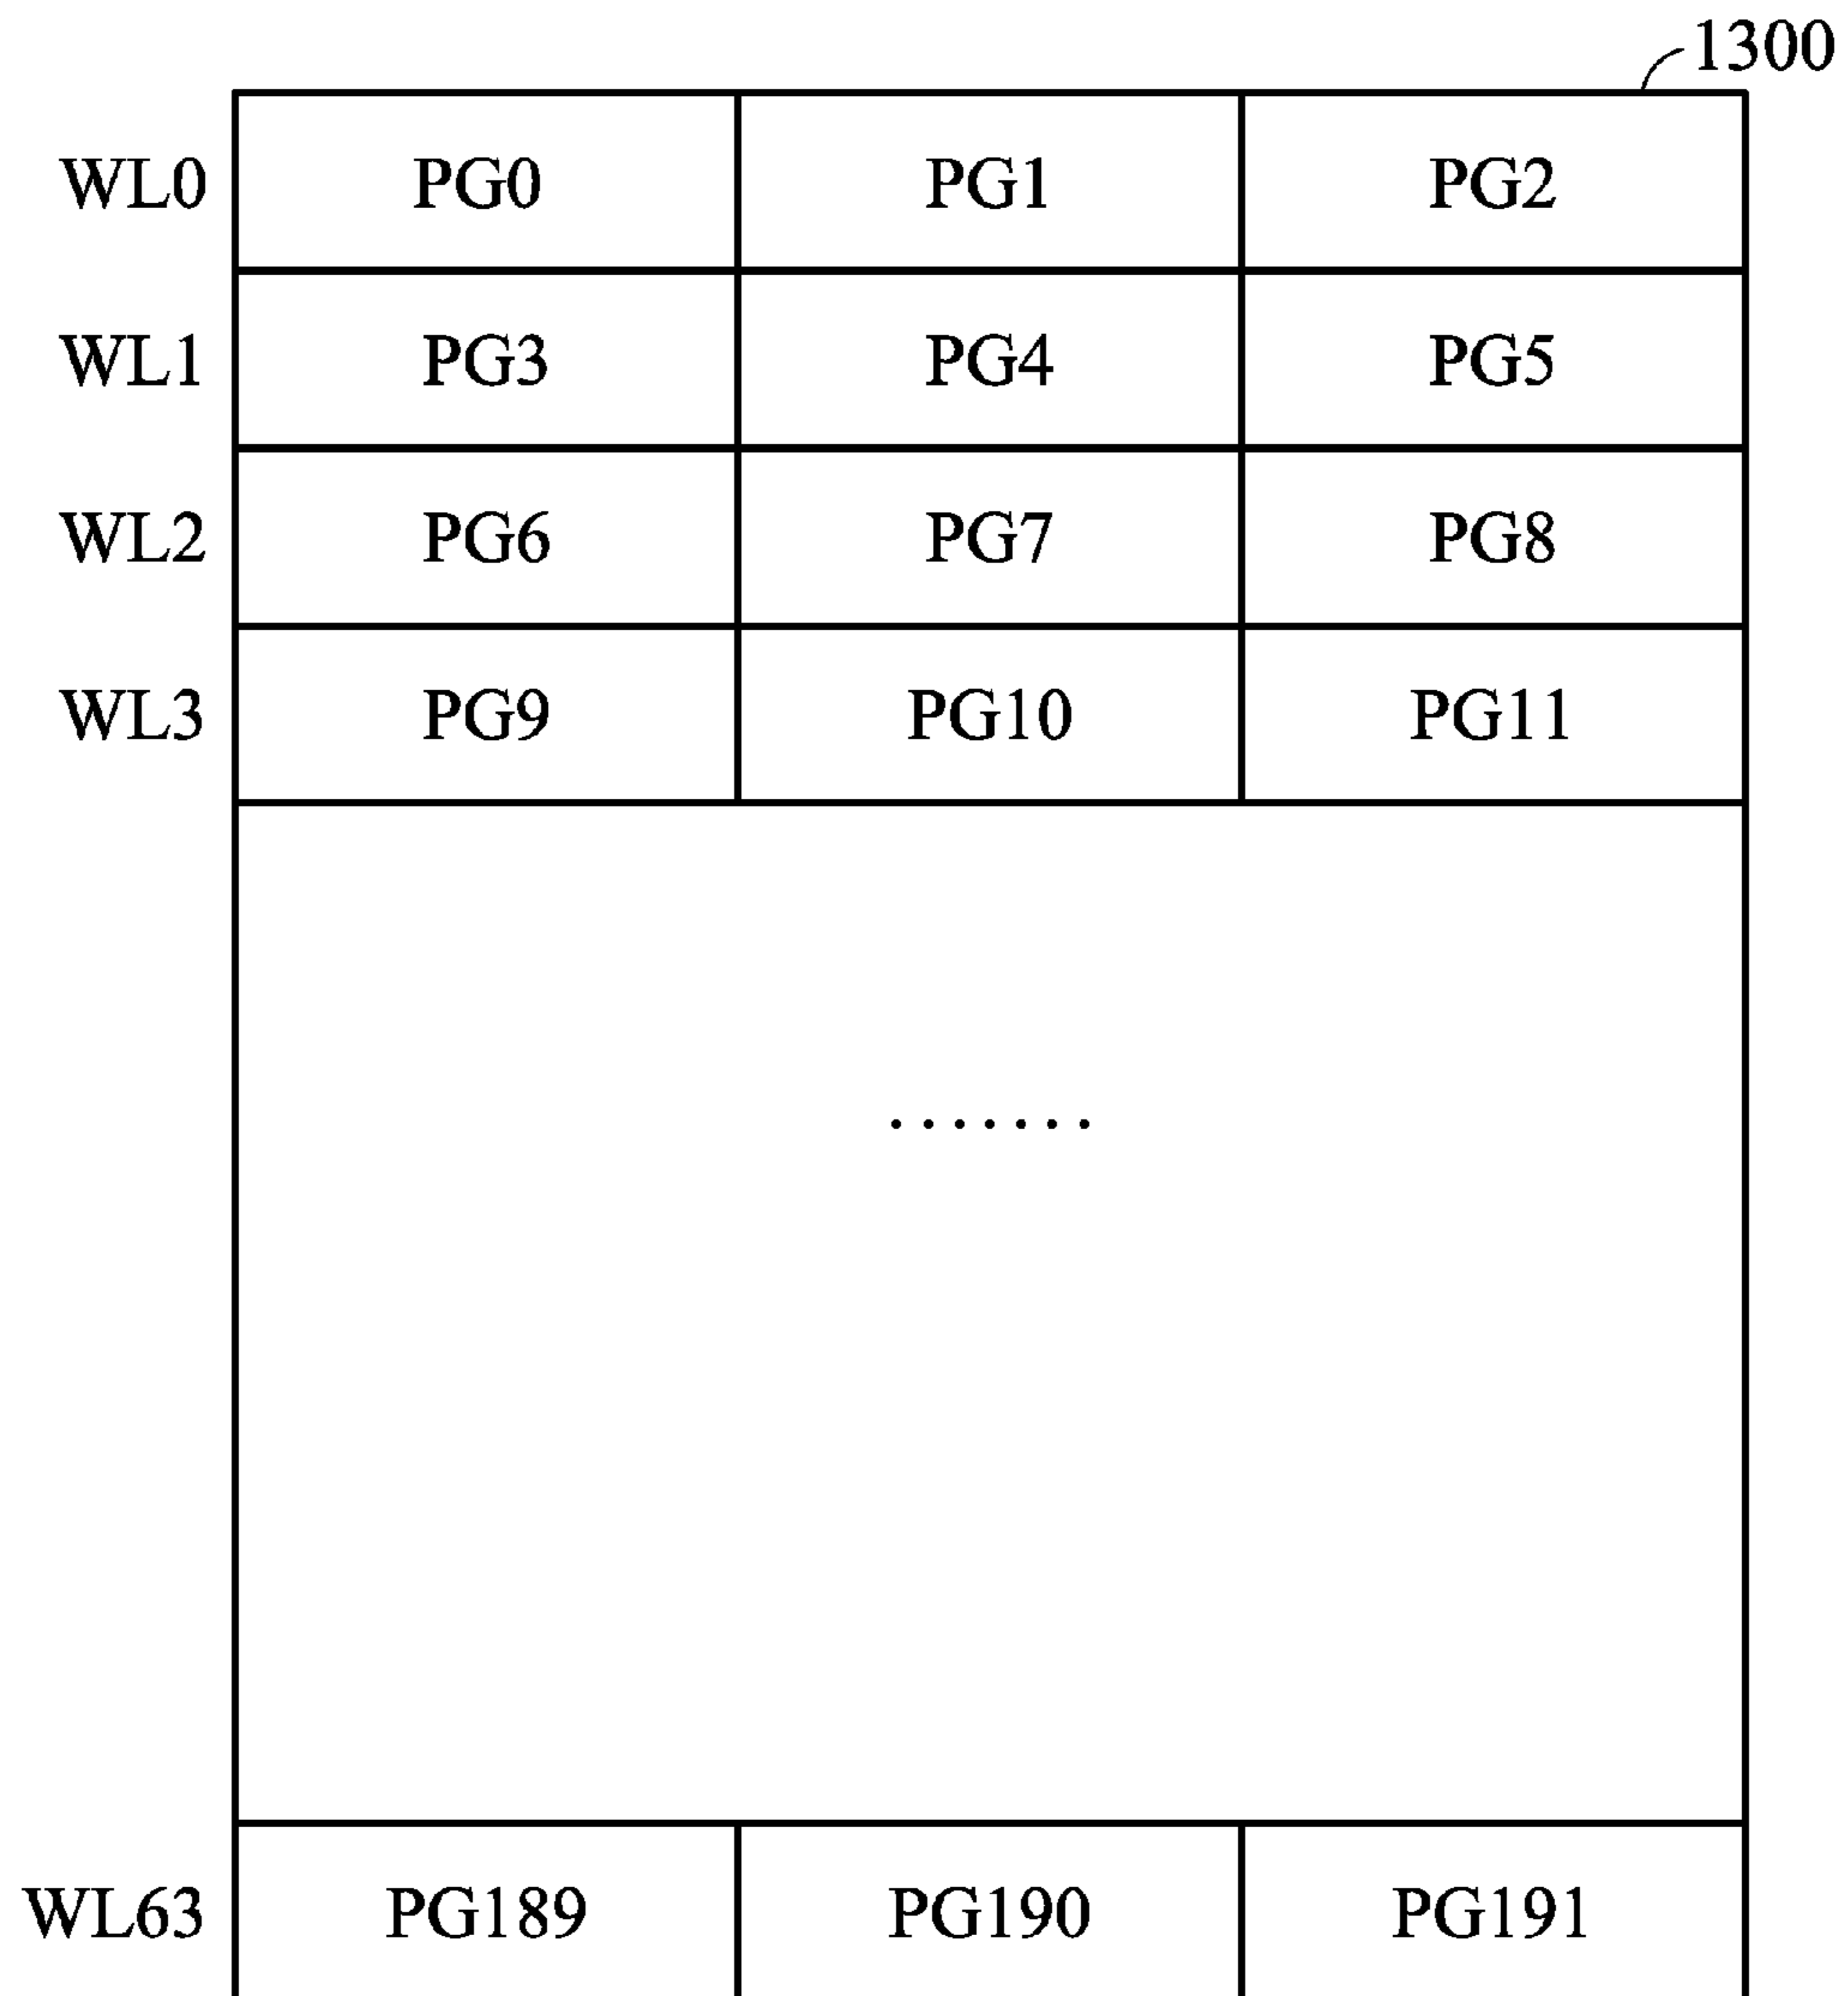 1300
WL0 PG0 PG1 PG2
WL1 PG3 PG4 PG5
WL2 PG6 PG7 PG8
WL3 PG9 PG10 PG11
.......
WL63 PG189 PG190 PG191